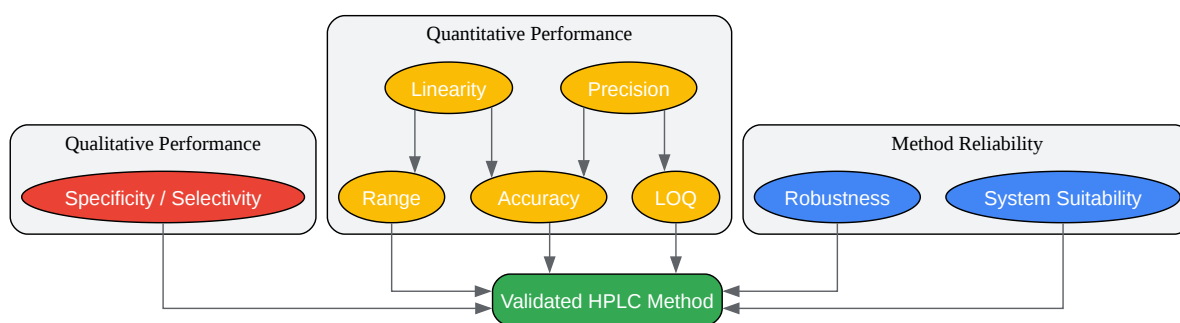 Quantitative Performance
Linearity
Precision
Qualitative Performance
Method Reliability
Specificity / Selectivity
Range
Accuracy
LOQ
Robustness
System Suitability
Validated HPLC Method